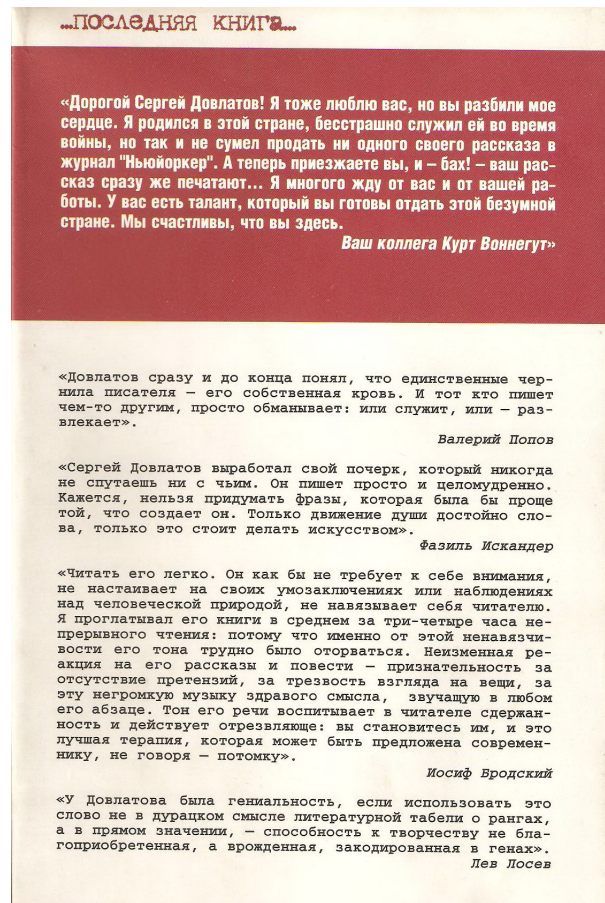 ...последняя книга...
«Дорогой Сергей Довлатов! Я тоже люблю вас, но вы разбили мое
сердце. Я родился в этой стране, бесстрашно служил ей во время
войны, но так и не сумел продать ни одного своего рассказа в
журнал "Ньюйоркер". А теперь приезжаете вы, и – бах! – ваш рас-
сказ сразу же печатают... Я многого жду от вас и от вашей ра-
боты. У вас есть талант, который вы готовы отдать этой безумной
стране. Мы счастливы, что вы здесь.
Ваш коллега Курт Воннегут»
«Довлатов сразу и до конца понял, что единственные чер-
нила писателя — его собственная кровь. И тот кто пишет
чем-то другим, просто обманывает: или служит, или — раз-
влекает».
Валерий Попов
«Сергей Довлатов выработал свой почерк, который никогда
не спутаешь ни с чьим. Он пишет просто и целомудренно.
Кажется, нельзя придумать фразы, которая была бы проще
той, что создает он. Только движение души достойно сло-
ва, только это стоит делать искусством».
Фазиль Искандер
«Читать его легко. Он как бы не требует к себе внимания,
не настаивает на своих умозаключениях или наблюдениях
над человеческой природой, не навязывает себя читателю.
Я проглатывал его книги в среднем за три-четыре часа не-
прерывного чтения: потому что именно от этой ненавязчи-
вости его тона трудно было оторваться. Неизменная ре-
акция на его рассказы и повести — признательность за
отсутствие претензий, за трезвость взгляда на вещи, за
эту негромкую музыку здравого смысла, звучащую в любом
его абзаце. Тон его речи воспитывает в читателе сдержан-
ность и действует отрезвляюще: вы становитесь им, и это
лучшая терапия, которая может быть предложена современ-
нику, не говоря — потомку».
Иосиф Бродский
«У Довлатова была гениальность, если использовать это
слово не в дурацком смысле литературной табели о рангах,
а в прямом значении, — способность к творчеству не бла-
гоприобретенная, а врожденная, закодированная в генах».
Лев Лосев